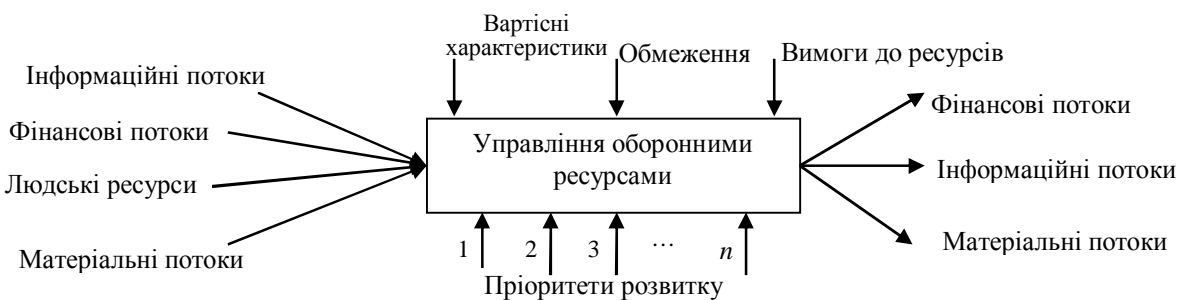 Вартісні
характеристики
Обмеження
Вимоги до ресурсів
Інформаційні потоки
Фінансові потоки
Людські ресурси
Матеріальні потоки
Управління оборонними
ресурсами
Фінансові потоки
Інформаційні потоки
Матеріальні потоки
1 2 3 … n
Пріоритети розвитку